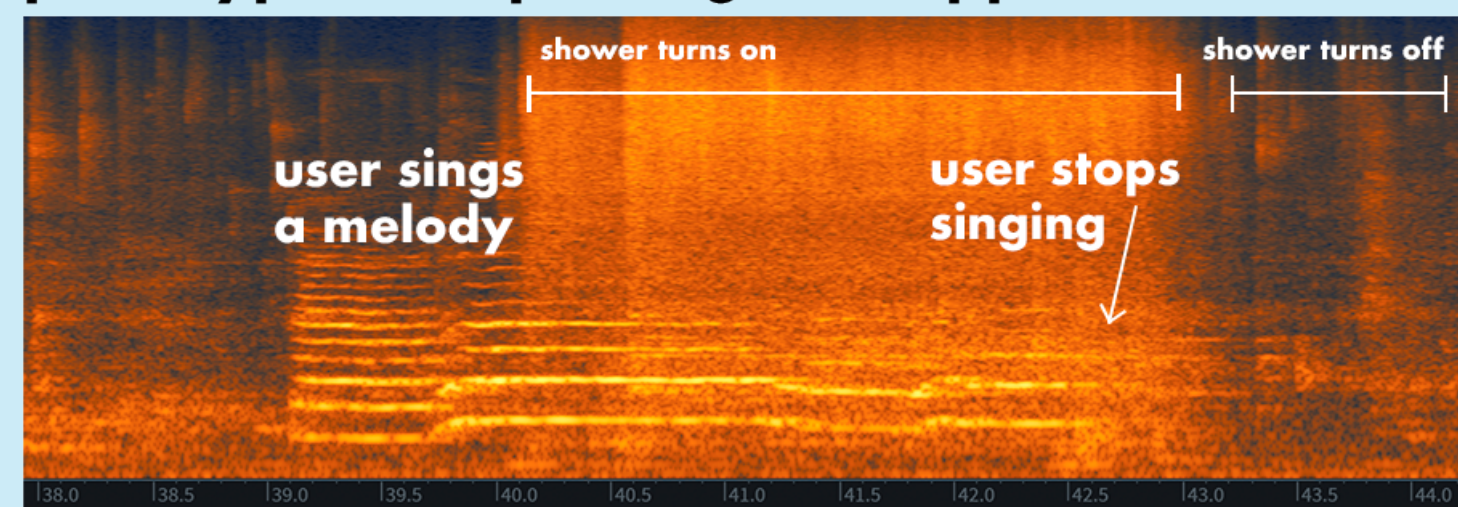 shower turns on
shower turns off
user sings
a melody
user stops
singing
38.0 38.5 39.0 39.5 40.0 40.5 41.0 41.5 42.0 42.5 43.0 43.5 44.0